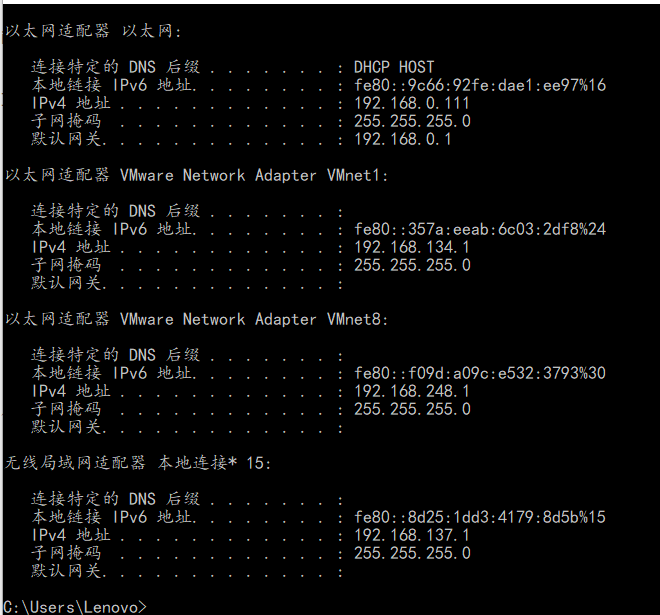 以太网适配器 以太网:
连接特定的 DNS 后缀 . . . . . . . : DHCP HOST
本地链接 IPv6 地址. . . . . . . . : fe80::9c66:92fe:dae1:ee97%16
IPv4 地址 . . . . . . . . . . . . : 192.168.0.111
子网掩码  . . . . . . . . . . . . : 255.255.255.0
默认网关. . . . . . . . . . . . . : 192.168.0.1
以太网适配器 VMware Network Adapter VMnet1:
连接特定的 DNS 后缀 . . . . . . . :
本地链接 IPv6 地址. . . . . . . . : fe80::357a:eeab:6c03:2df8%24
IPv4 地址 . . . . . . . . . . . . : 192.168.134.1
子网掩码  . . . . . . . . . . . . : 255.255.255.0
默认网关. . . . . . . . . . . . . :
以太网适配器 VMware Network Adapter VMnet8:
连接特定的 DNS 后缀 . . . . . . . :
本地链接 IPv6 地址. . . . . . . . : fe80::f09d:a09c:e532:3793%30
IPv4 地址 . . . . . . . . . . . . : 192.168.248.1
子网掩码  . . . . . . . . . . . . : 255.255.255.0
默认网关. . . . . . . . . . . . . :
无线局域网适配器 本地连接* 15:
连接特定的 DNS 后缀 . . . . . . . :
本地链接 IPv6 地址. . . . . . . . : fe80::8d25:1dd3:4179:8d5b%15
IPv4 地址 . . . . . . . . . . . . : 192.168.137.1
子网掩码  . . . . . . . . . . . . : 255.255.255.0
默认网关. . . . . . . . . . . . . :
C:\Users\Lenovo>